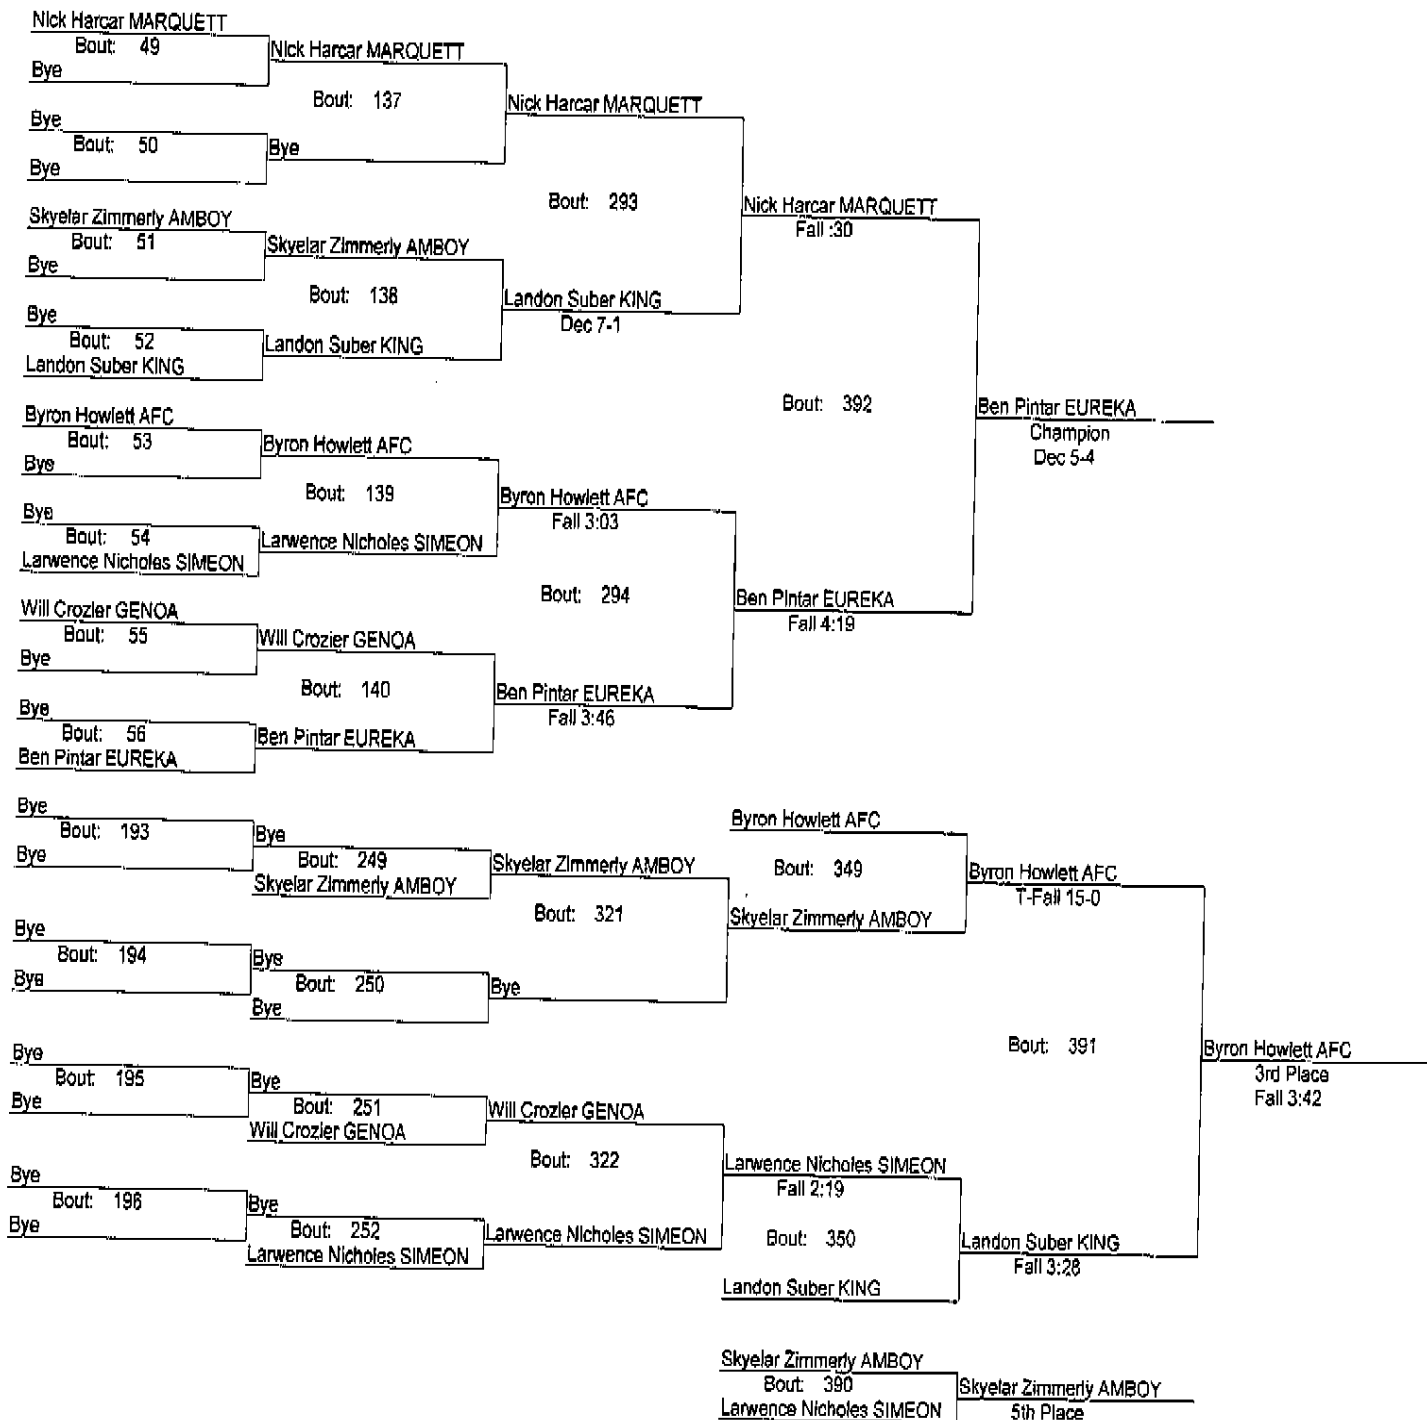 Nick Harcar MARQUETT
Bout: 49
Bye
Nick Harcar MARQUETT
Bout: 137
Bye
Bout: 50
Bye
Bye
Nick Harcar MARQUETT
Bout: 293
Skyelar Zimmerly AMBOY
Bout: 51
Bye
Skyelar Zimmerly AMBOY
Bout: 138
Bye
Bout: 52
Landon Suber KING
Landon Suber KING
Landon Suber KING
Dec 7-1
Nick Harcar MARQUETT
Fall :30
Bout: 392
Byron Howlett AFC
Bout: 53
Bye
Byron Howlett AFC
Bout: 139
Bye
Bout: 54
Larwence Nicholes SIMEON
Larwence Nicholes SIMEON
Byron Howlett AFC
Fall 3:03
Bout: 294
Will Crozier GENOA
Bout: 55
Bye
Will Crozier GENOA
Bout: 140
Bye
Bout: 56
Ben Pintar EUREKA
Ben Pintar EUREKA
Ben Pintar EUREKA
Fall 3:46
Ben Pintar EUREKA
Fall 4:19
Ben Pintar EUREKA
Champion
Dec 5-4
Bye
Bout: 193
Bye
Bye
Bout: 249
Skyelar Zimmerly AMBOY
Skyelar Zimmerly AMBOY
Bout: 321
Bye
Bout: 194
Bye
Bye
Bout: 250
Bye
Bye
Byron Howlett AFC
Bout: 349
Skyelar Zimmerly AMBOY
Byron Howlett AFC
T-Fall 15-0
Bout: 391
Bye
Bout: 195
Bye
Bye
Bout: 251
Will Crozier GENOA
Will Crozier GENOA
Bout: 322
Bye
Bout: 196
Bye
Bye
Bout: 252
Larwence Nicholes SIMEON
Larwence Nicholes SIMEON
Larwence Nicholes SIMEON
Fall 2:19
Bout: 350
Landon Suber KING
Landon Suber KING
Fall 3:28
Byron Howlett AFC
3rd Place
Fall 3:42
Skyelar Zimmerly AMBOY
Bout: 390
Larwence Nicholes SIMEON
Skyelar Zimmerly AMBOY
5th Place